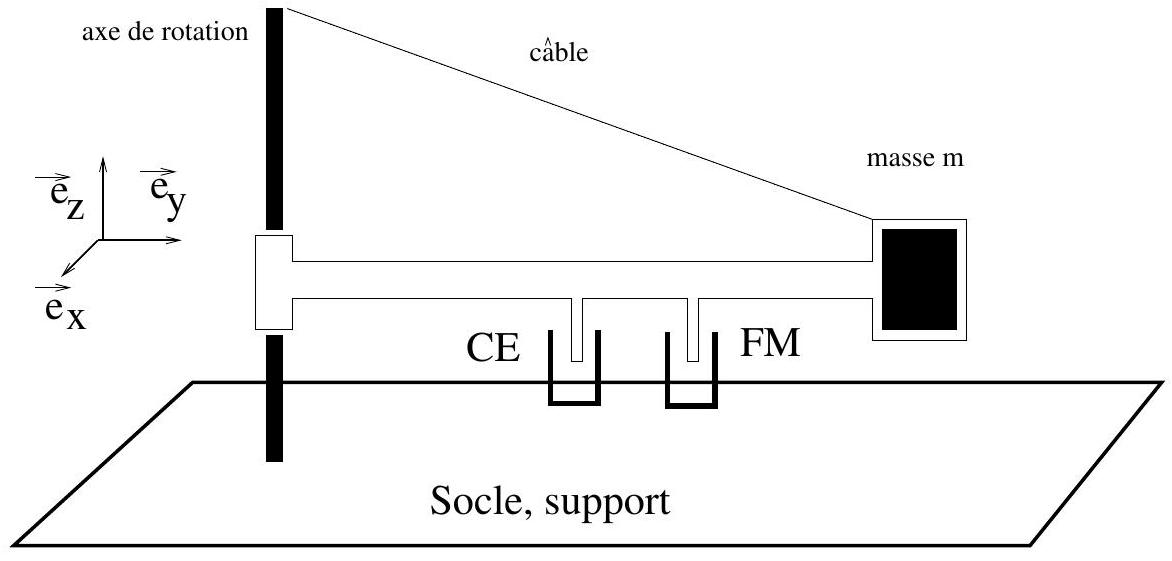 axe de rotation
câble
masse m
e_z
e_y
e_x
CE
FM
Socle, support